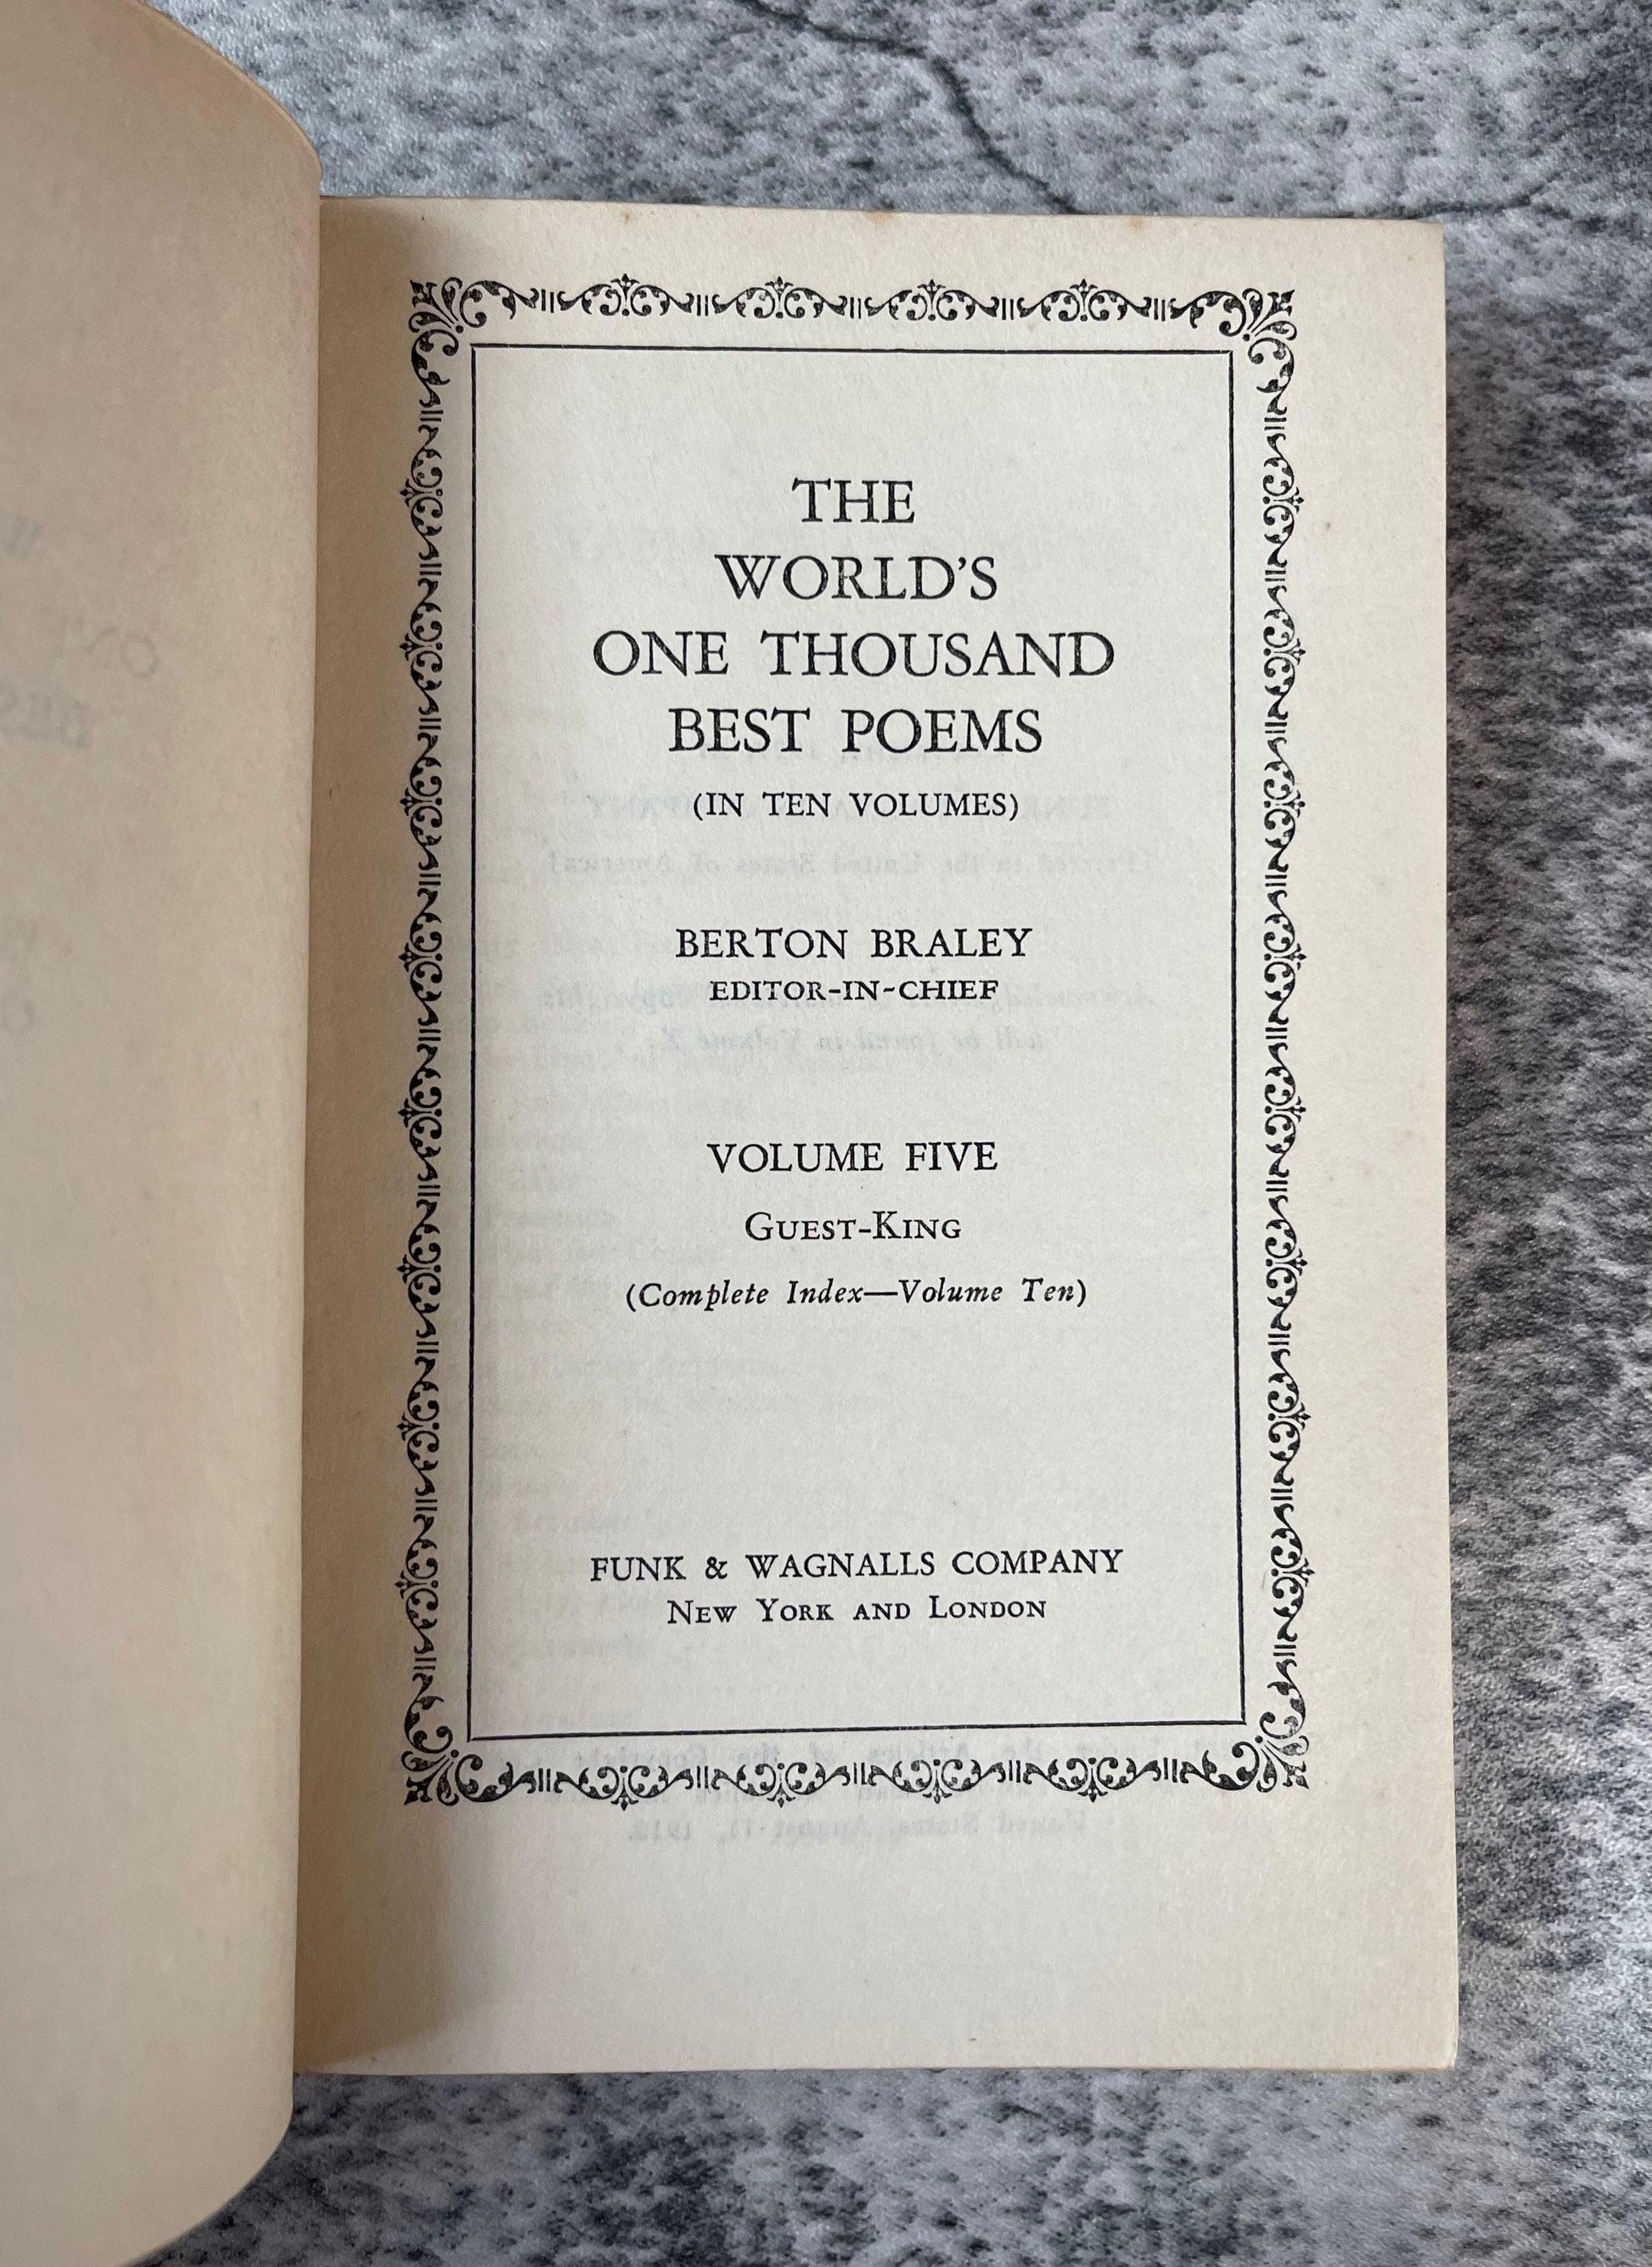 THE
WORLD'S
ONE THOUSAND
BEST POEMS
(IN TEN VOLUMES)
BERTON BRALEY
EDITOR-IN-CHIEF
VOLUME FIVE
GUEST-KING
(Complete Index—Volume Ten)
FUNK & WAGNALLS COMPANY
NEW YORK AND LONDON